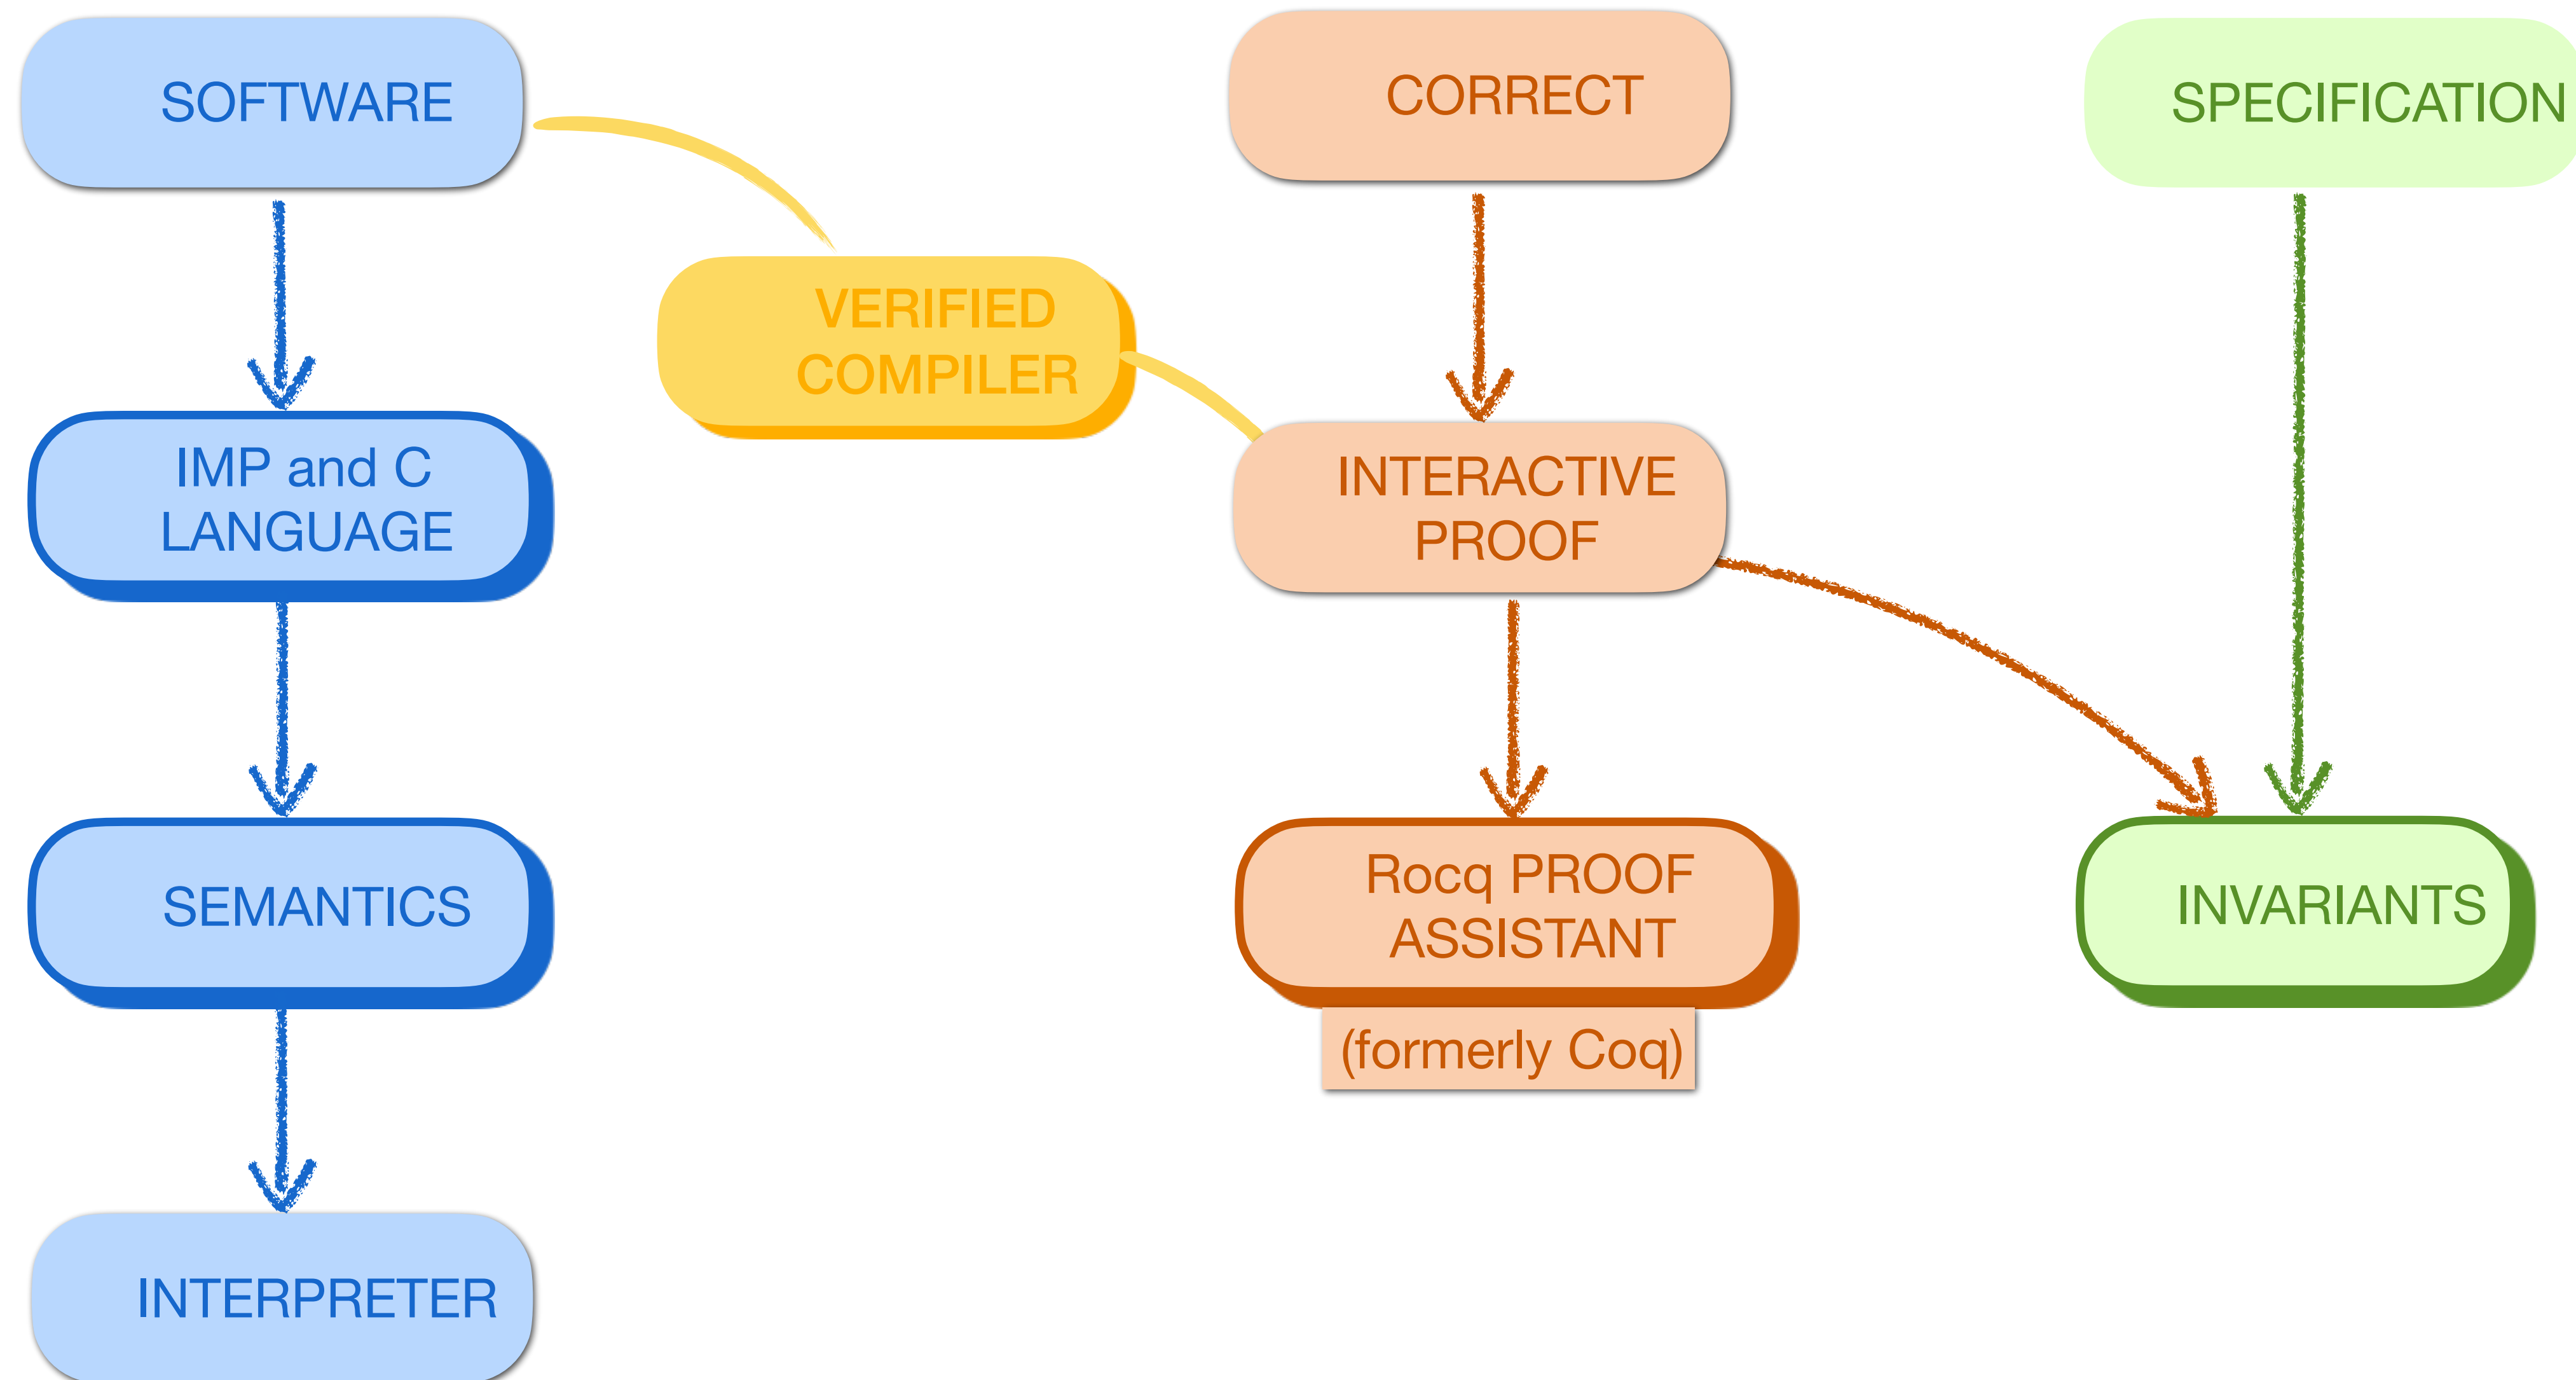 SOFTWARE
CORRECT
SPECIFICATION
VERIFIED
COMPILER
IMP and C
LANGUAGE
INTERACTIVE
PROOF
SEMANTICS
Rocq PROOF
ASSISTANT
(formerly Coq)
INVARIANTS
INTERPRETER